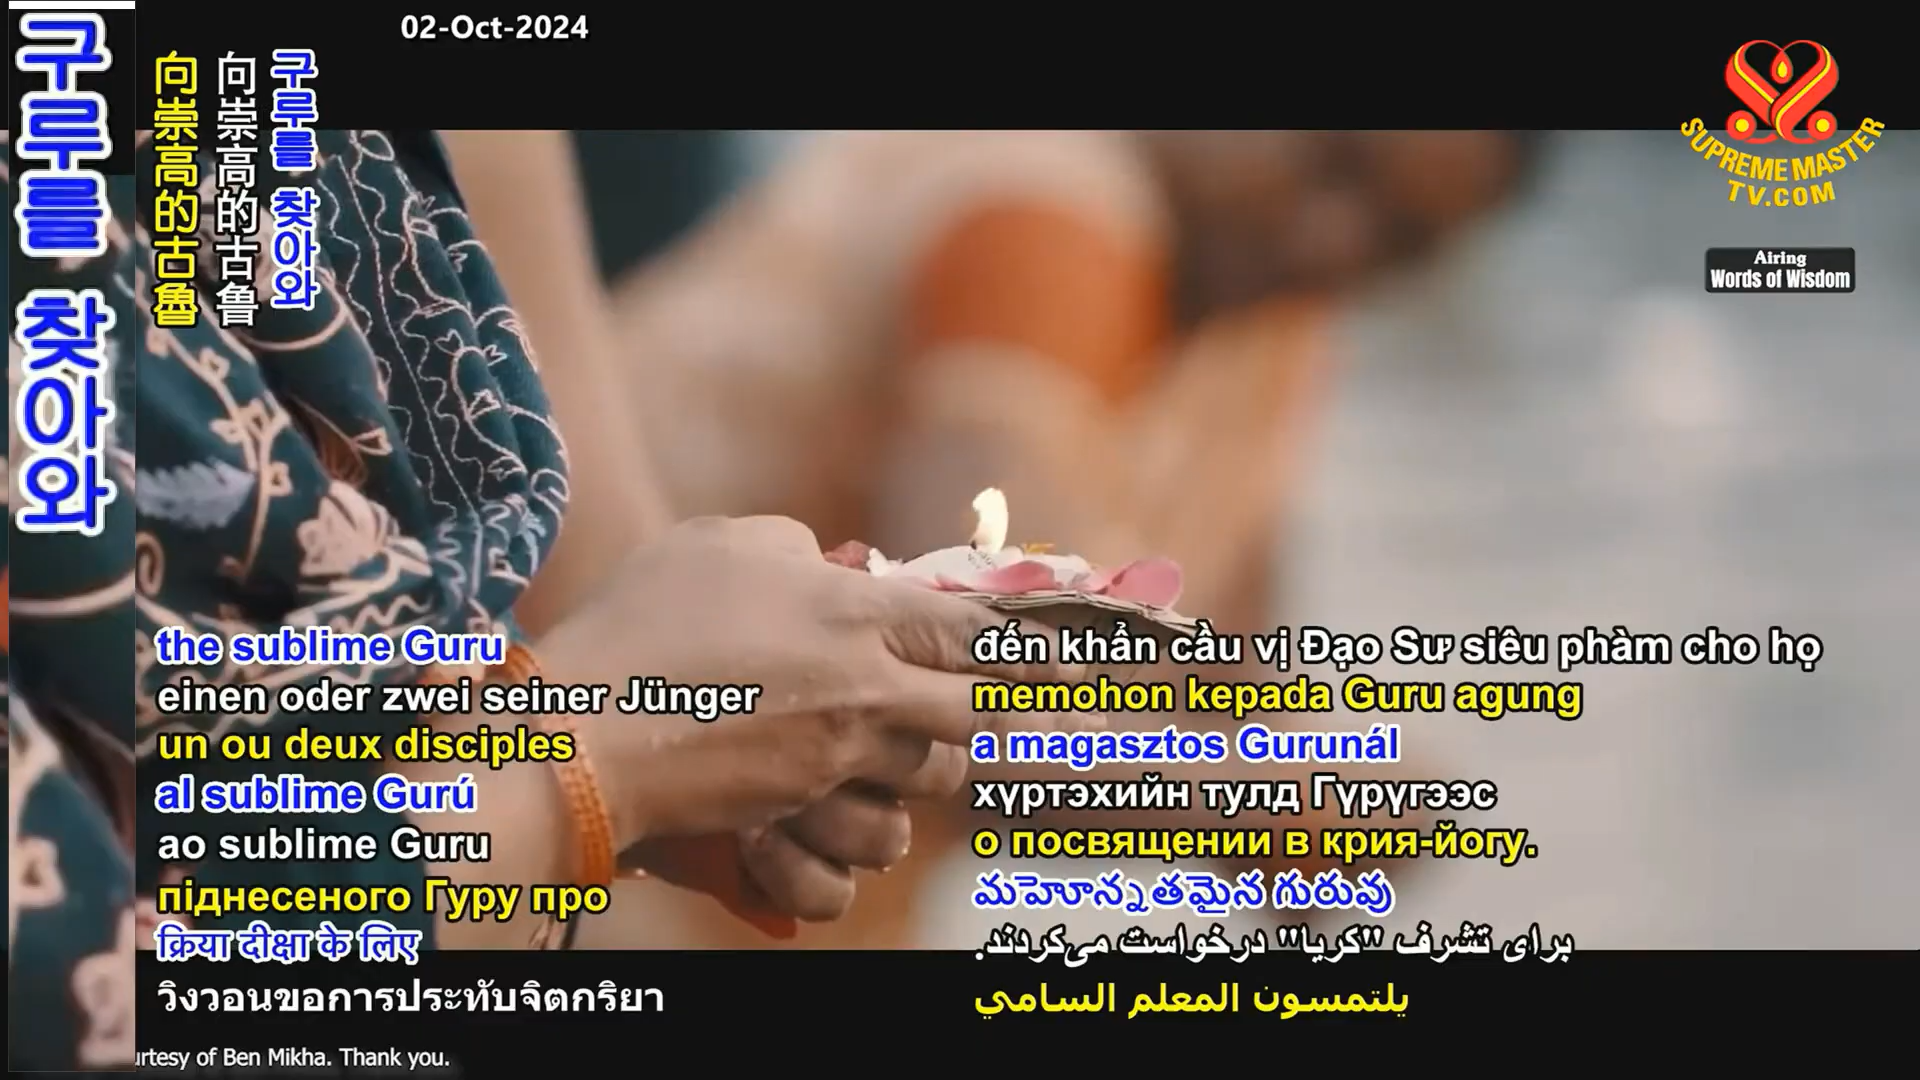 02-Oct-2024
구루를 찾아와
向崇高的古魯
向崇高的古鲁
구루를 찾아와
SUPREME MASTER
TV.COM
Airing
Words of Wisdom
the sublime Guru
einen oder zwei seiner Jünger
un ou deux disciples
al sublime Gurú
ao sublime Guru
піднесеного Гуру про
क्रिया दीक्षा के लिए
วิงวอนขอการประทับจิตกริยา
đến khẩn cầu vị Đạo Sư siêu phàm cho họ
memohon kepada Guru agung
a magasztos Gurunál
хүртэхийн тулд Гүрүгээс
о посвящении в крия-йогу.
మహోన్నతమైన గురువు
برای تشرف "کریا" درخواست می‌کردند.
يلتمسون المعلم السامي
urtesy of Ben Mikha. Thank you.